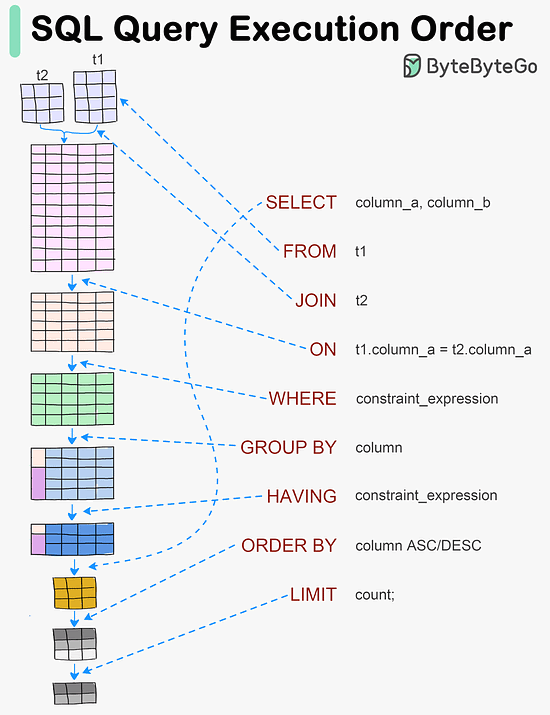 SQL Query Execution Order
ByteByteGo
t1
t2
SELECT column_a, column_b
FROM t1
JOIN t2
ON t1.column_a = t2.column_a
WHERE constraint_expression
GROUP BY column
HAVING constraint_expression
ORDER BY column ASC/DESC
LIMIT count;